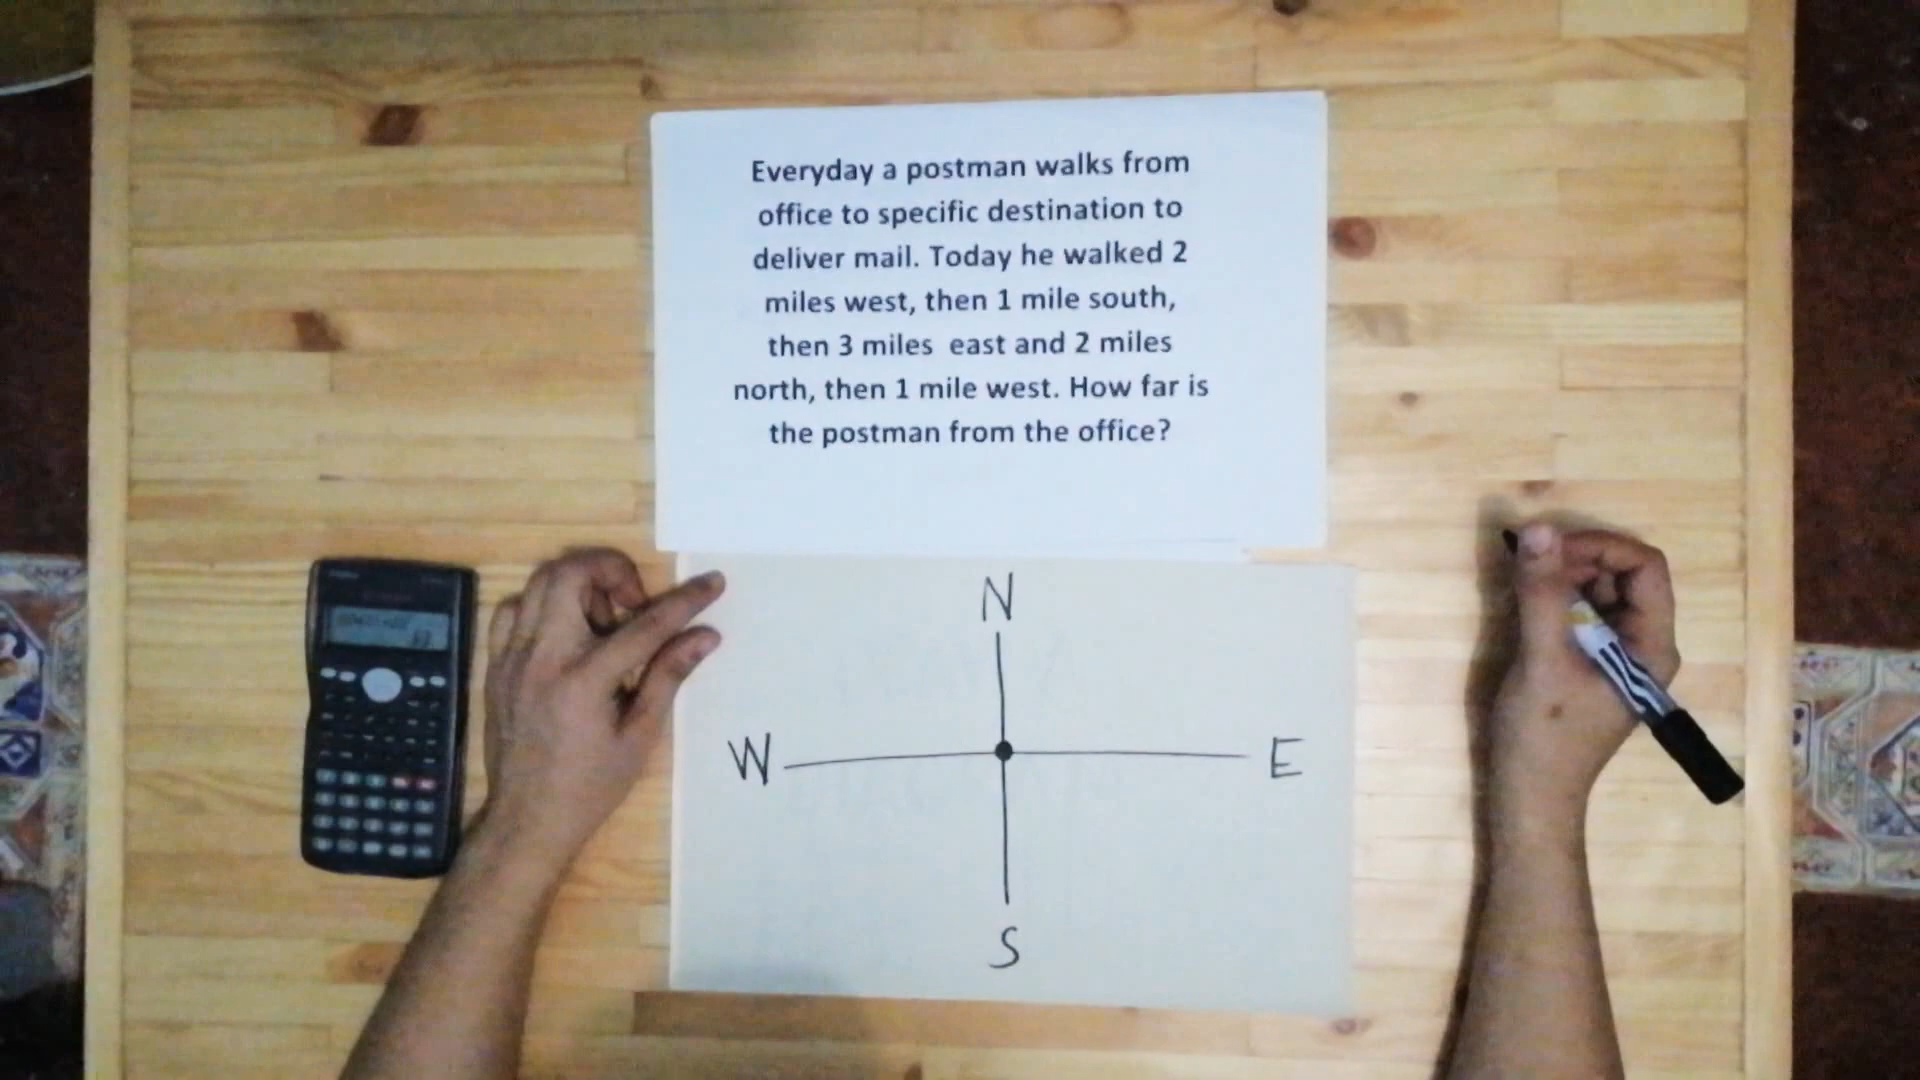 Everyday a postman walks from
office to specific destination to
deliver mail. Today he walked 2
miles west, then 1 mile south,
then 3 miles east and 2 miles
north, then 1 mile west. How far is
the postman from the office?
N
W E
S